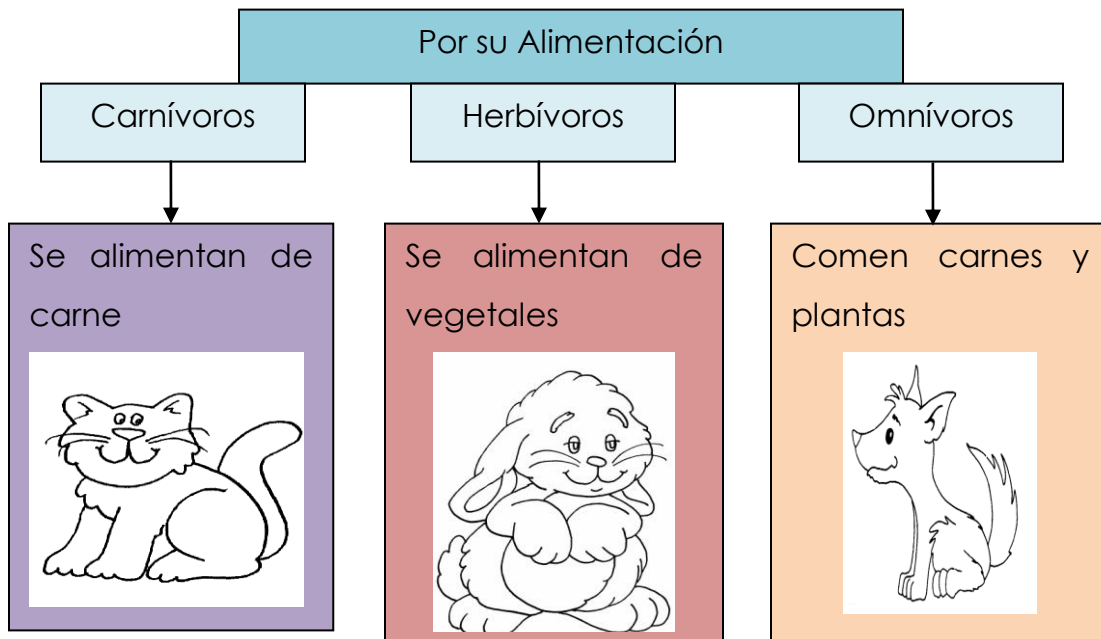 Por su Alimentación
Carnívoros
Herbívoros
Omnívoros
Se alimentan de
carne
Se alimentan de
vegetales
Comen carnes y
plantas